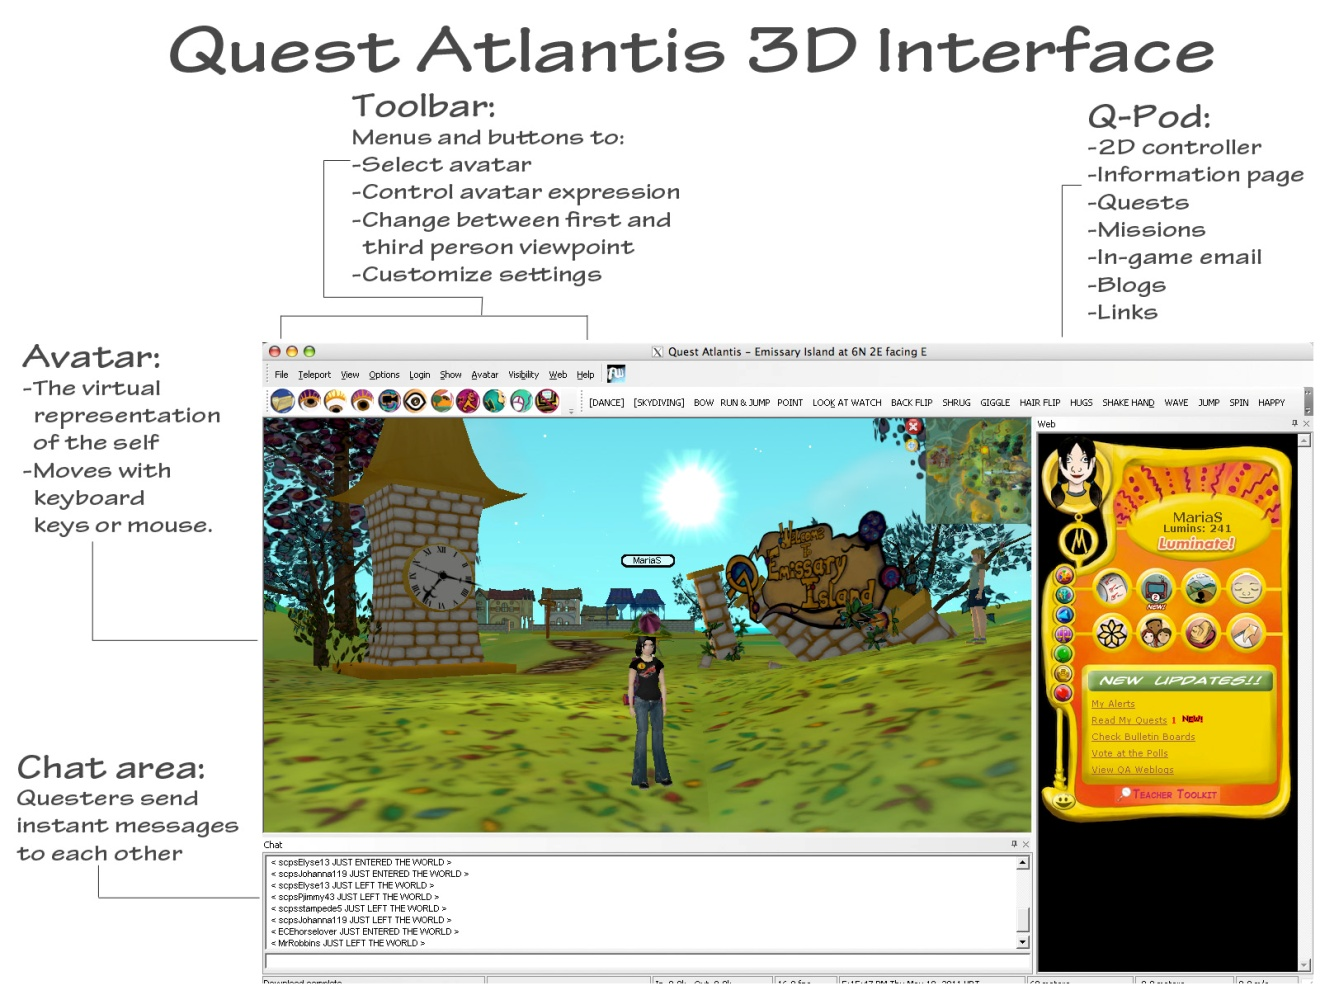 Quest Atlantis 3D Interface
Toolbar:
Menus and buttons to:
-Select avatar
-Control avatar expression
-Change between first and
third person viewpoint
-Customize settings
Q-Pod:
-2D controller
-Information page
-Quests
-Missions
-In-game email
-Blogs
-Links
Avatar:
-The virtual
representation
of the self
-Moves with
keyboard
keys or mouse.
Chat area:
Questers send
instant messages
to each other
Quest Atlantis - Emissary Island at 6N 2E facing E
File Teleport View Options Login Show Avatar Visibility Web Help
[DANCE] [SKYDIVING] BOW RUN & JUMP POINT LOOK AT WATCH BACK FLIP SHRUG GIGGLE HAIR FLIP HUGS SHAKE HAND WAVE JUMP SPIN HAPPY
Web
MariaS
Welcome
To
Emissary
Island
MariaS
Lumins: 241
Luminate!
NEW!
NEW UPDATES!!
My Alerts
Read My Quests 1 NEW!
Check Bulletin Boards
Vote at the Polls
View QA Weblogs
TEACHER TOOLKIT
Chat
< scpsElyse13 JUST ENTERED THE WORLD >
< scpsJohanna119 JUST ENTERED THE WORLD >
< scpsElyse13 JUST LEFT THE WORLD >
< scpsPjimmy43 JUST LEFT THE WORLD >
< scpsstampede5 JUST LEFT THE WORLD >
< scpsJohanna119 JUST LEFT THE WORLD >
< ECEhorselover JUST ENTERED THE WORLD >
< MrRobbins JUST LEFT THE WORLD >
Download complete